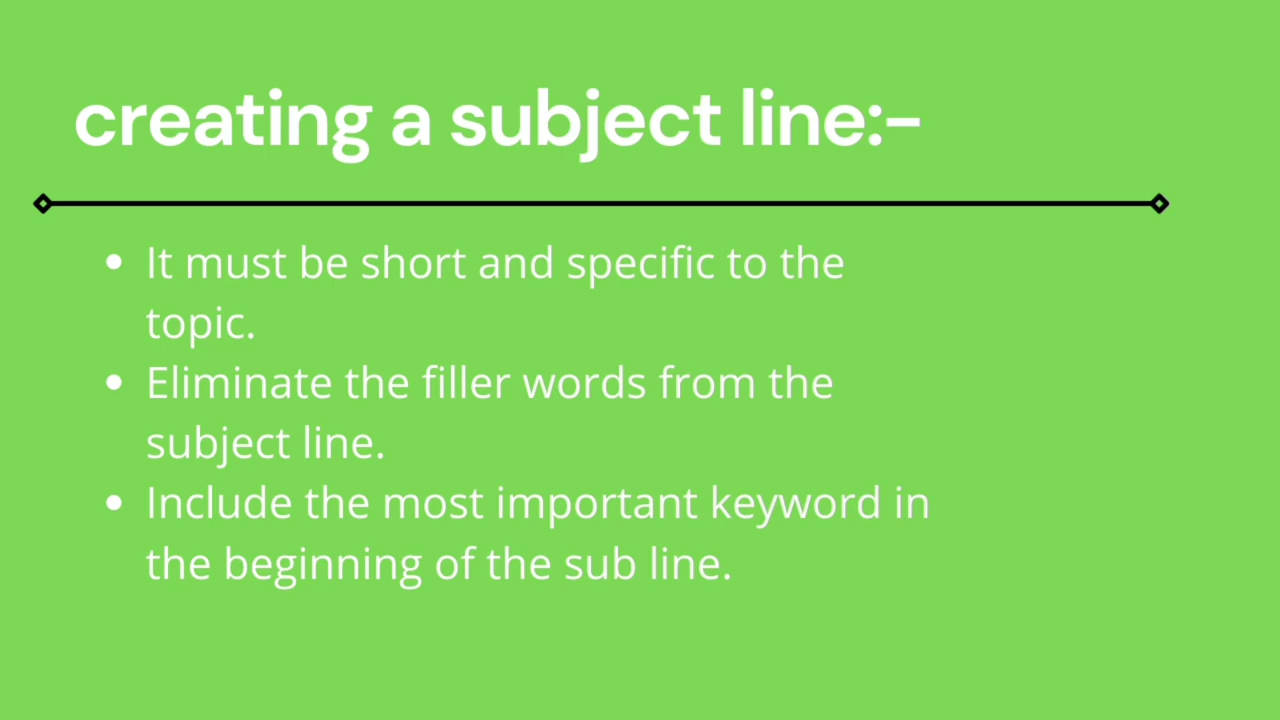 creating a subject line:-
• It must be short and specific to the
topic.
• Eliminate the filler words from the
subject line.
• Include the most important keyword in
the beginning of the sub line.